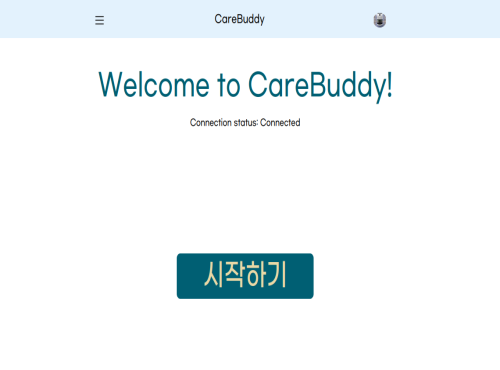 CareBuddy
Welcome to CareBuddy!
Connection status: Connected
시작하기